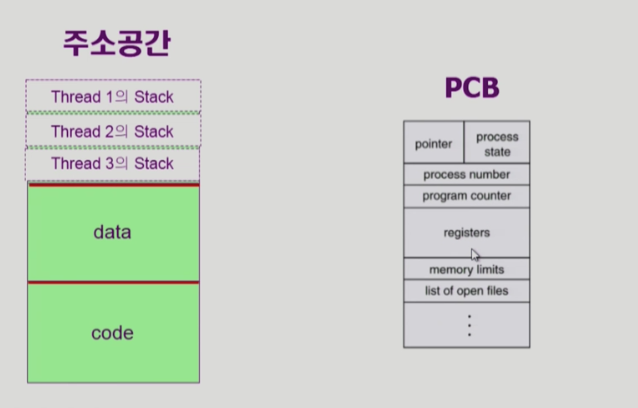 주소공간
Thread 1의 Stack
Thread 2의 Stack
Thread 3의 Stack
data
code
PCB
pointer
process
state
process number
program counter
registers
memory limits
list of open files